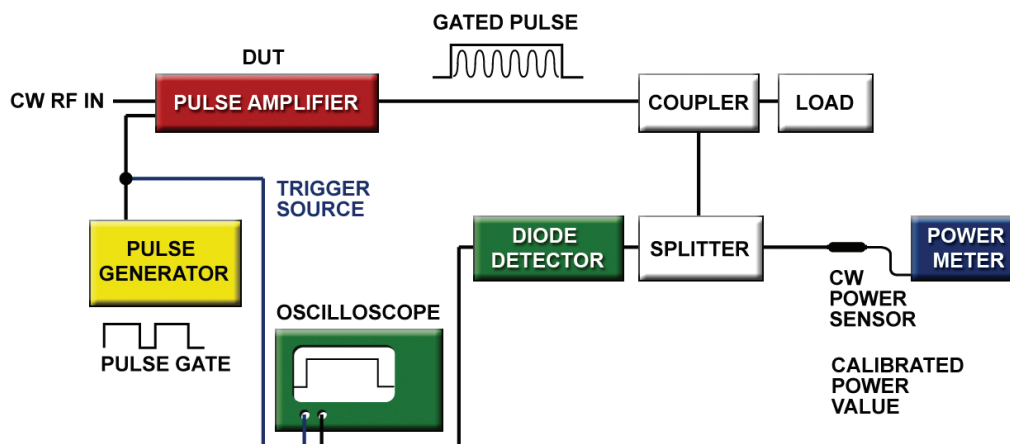 GATED PULSE
DUT
CW RF IN
PULSE AMPLIFIER
COUPLER
LOAD
TRIGGER
SOURCE
PULSE
GENERATOR
DIODE
DETECTOR
SPLITTER
POWER
METER
CW
POWER
SENSOR
OSCILLOSCOPE
PULSE GATE
CALIBRATED
POWER
VALUE